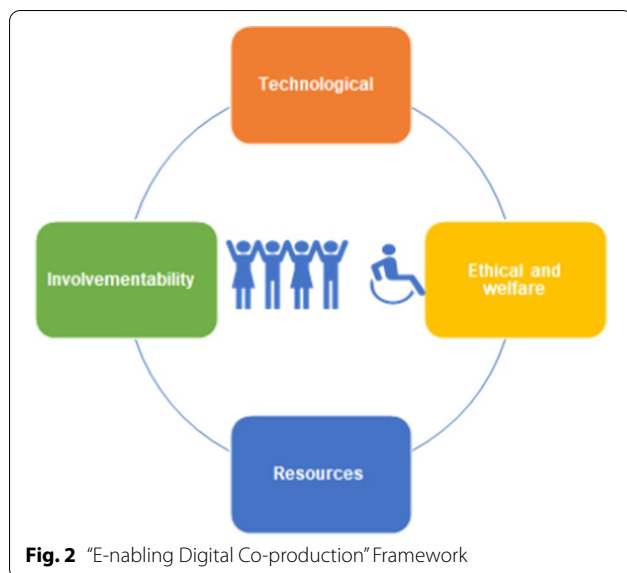 Technological
Involvementability
Ethical and
welfare
Resources
Fig. 2 "E-nabling Digital Co-production" Framework